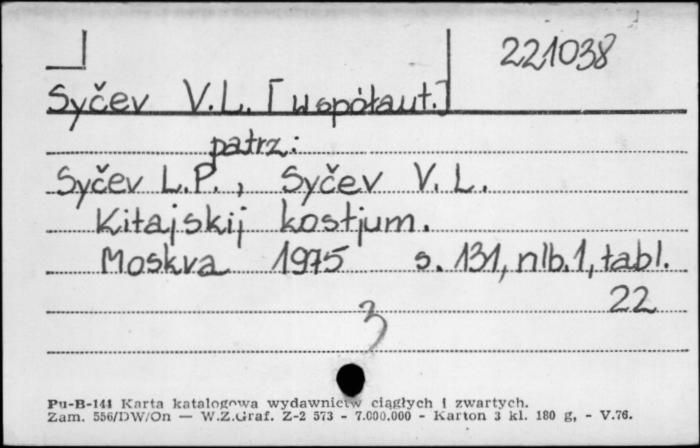 221038
Syčev V.L. [współaut.]
patrz:
Syčev L.P., Syčev V.L.
Kitajskij kostjum.
Moskva 1975 s. 131, nlb.1, tabl.
22
3
Pu-B-144 Karta katalogowa wydawnictw ciągłych i zwartych.
Zam. 556/DW/On — W.Z.Graf. Z-2 573 - 7.000.000 - Karton 3 kl. 180 g, - V.76.